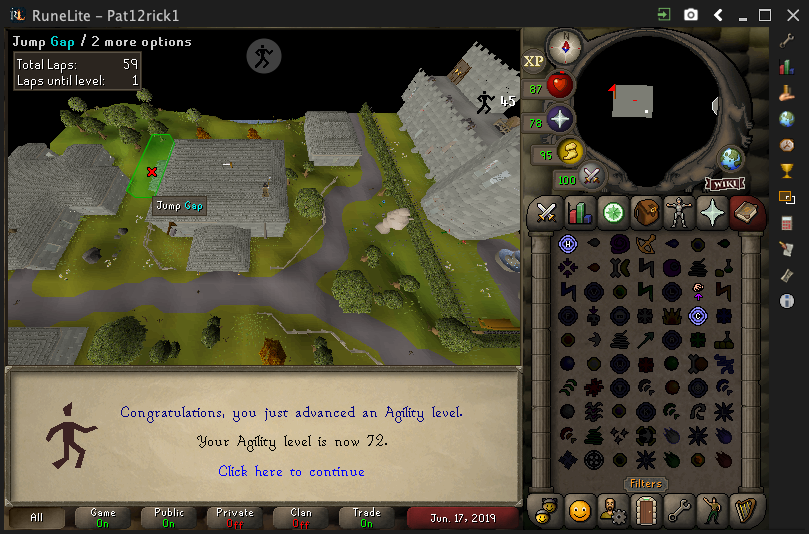 RuneLite – Pat12rick1
Jump Gap / 2 more options
Total Laps: 59
Laps until level: 1
45
XP
87
78
95
100
WIKI
Jump Gap
H
C
Congratulations, you just advanced an Agility level.
Your Agility level is now 72.
Click here to continue
Filters
All
Game
On
Public
On
Private
Off
Clan
Off
Trade
On
Jun. 17, 2019